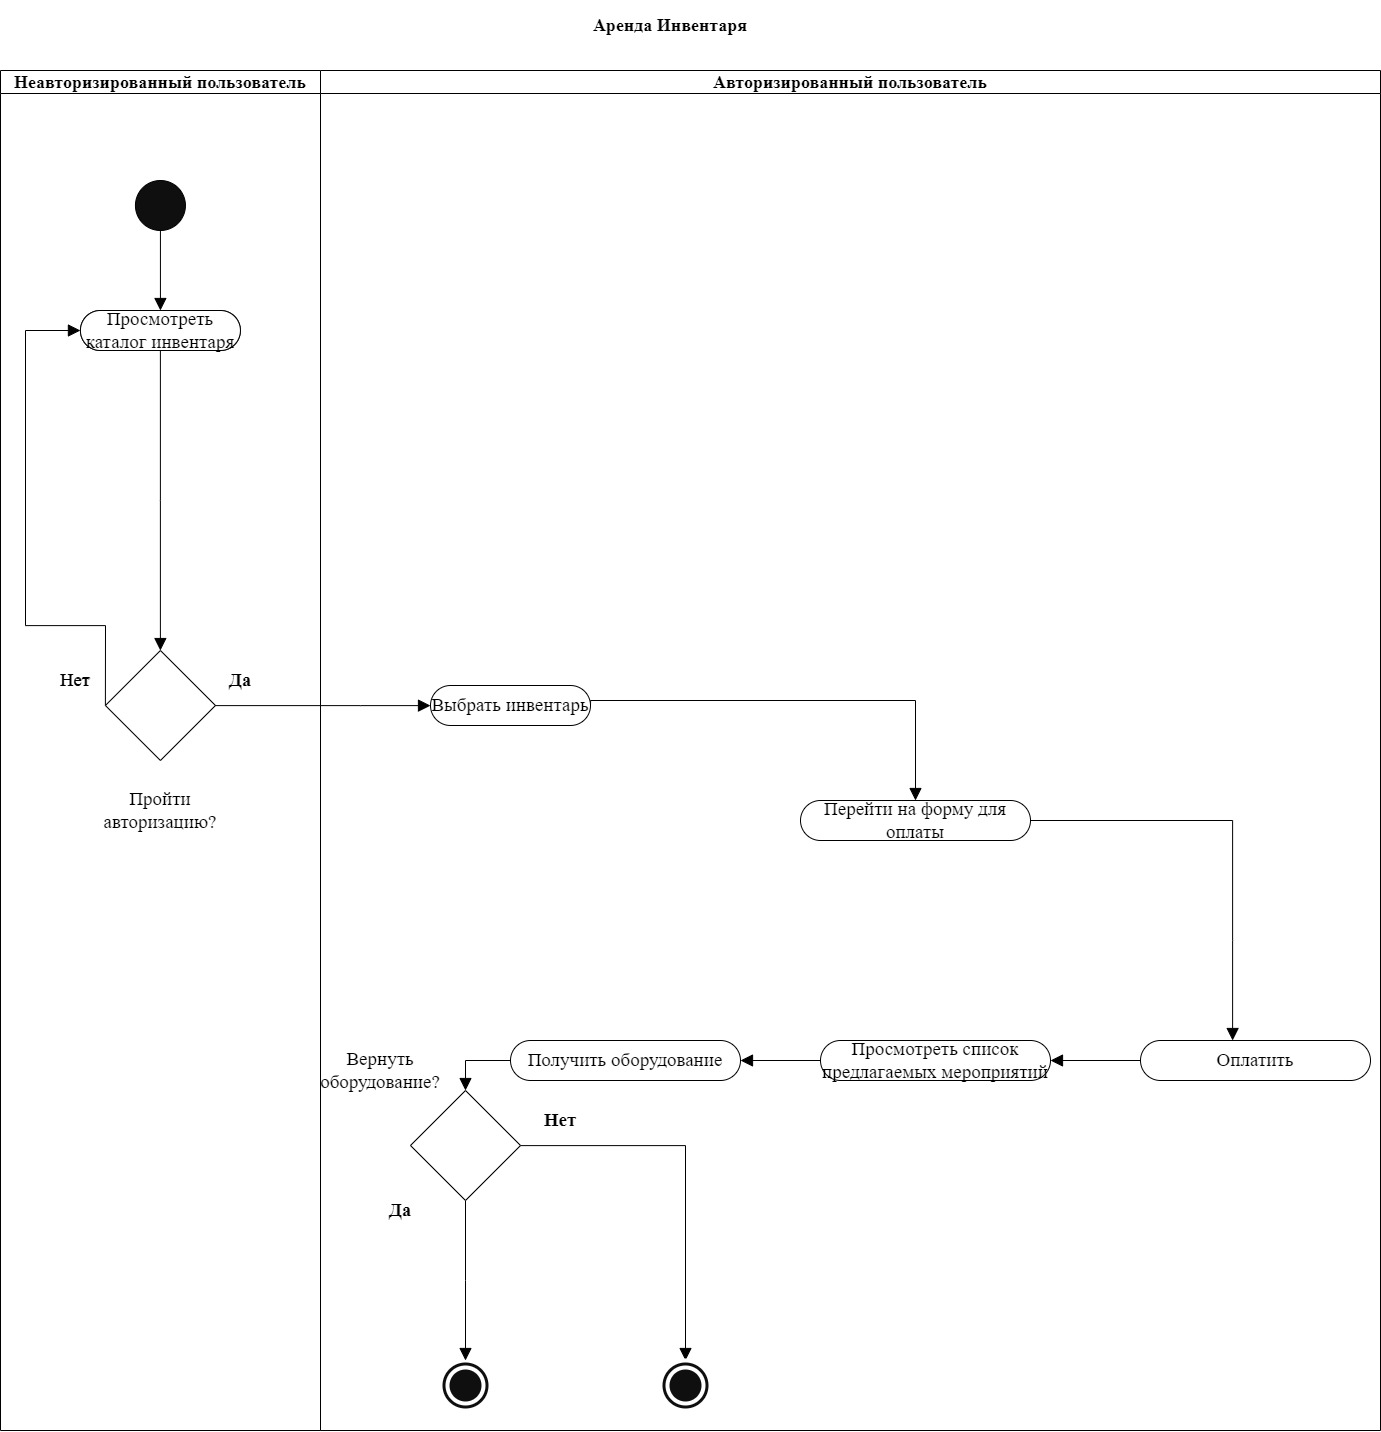 Аренда Инвентаря
Неавторизированный пользователь
Авторизированный пользователь
Просмотреть
каталог инвентаря
Нет
Да
Выбрать инвентарь
Пройти
авторизацию?
Перейти на форму для
оплаты
Вернуть
оборудование?
Получить оборудование
Просмотреть список
предлагаемых мероприятий
Оплатить
Нет
Да